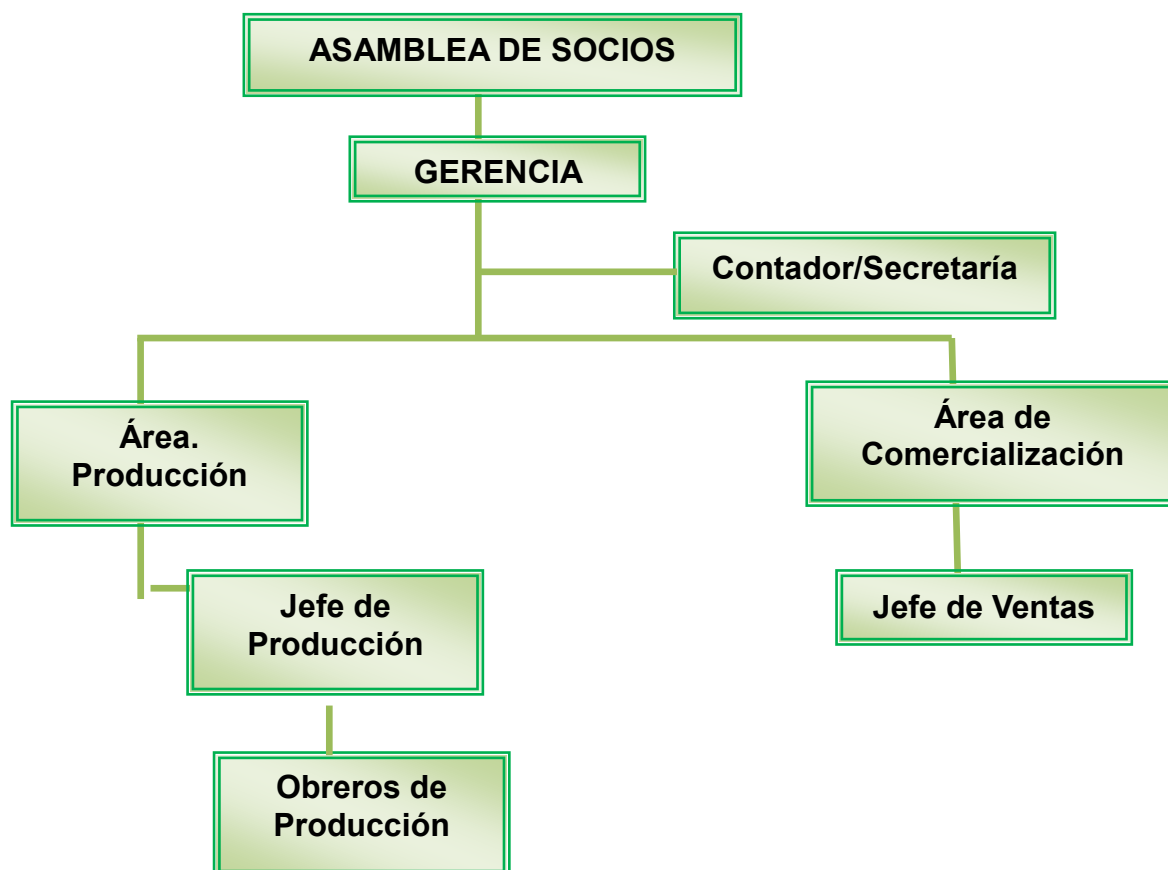 ASAMBLEA DE SOCIOS
GERENCIA
Contador/Secretaría
Área.
Producción
Área de
Comercialización
Jefe de
Producción
Jefe de Ventas
Obreros de
Producción